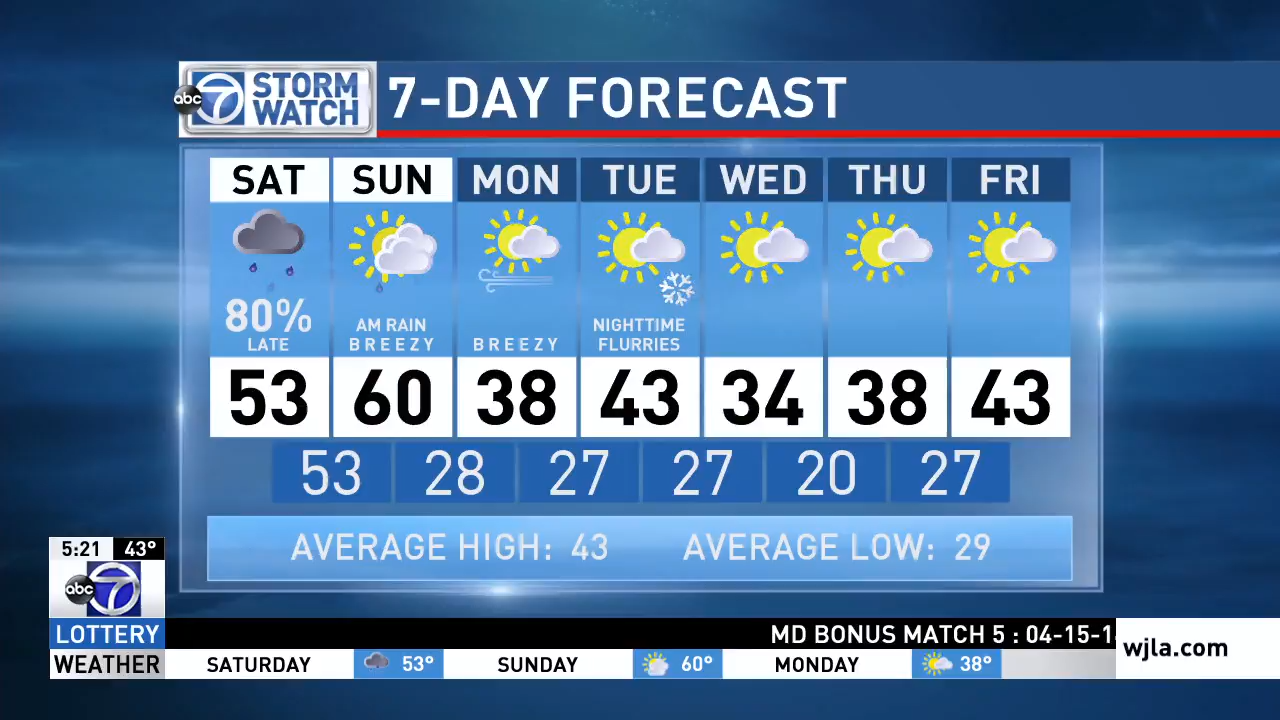 abc 7 STORM WATCH
7-DAY FORECAST
SAT SUN MON TUE WED THU FRI
80% AM RAIN NIGHTTIME
LATE BREEZY BREEZY FLURRIES
53 60 38 43 34 38 43
53 28 27 27 20 27
AVERAGE HIGH: 43 AVERAGE LOW: 29
5:21 43°
abc 7
LOTTERY MD BONUS MATCH 5 : 04-15-1
wjla.com
WEATHER SATURDAY 53° SUNDAY 60° MONDAY 38°